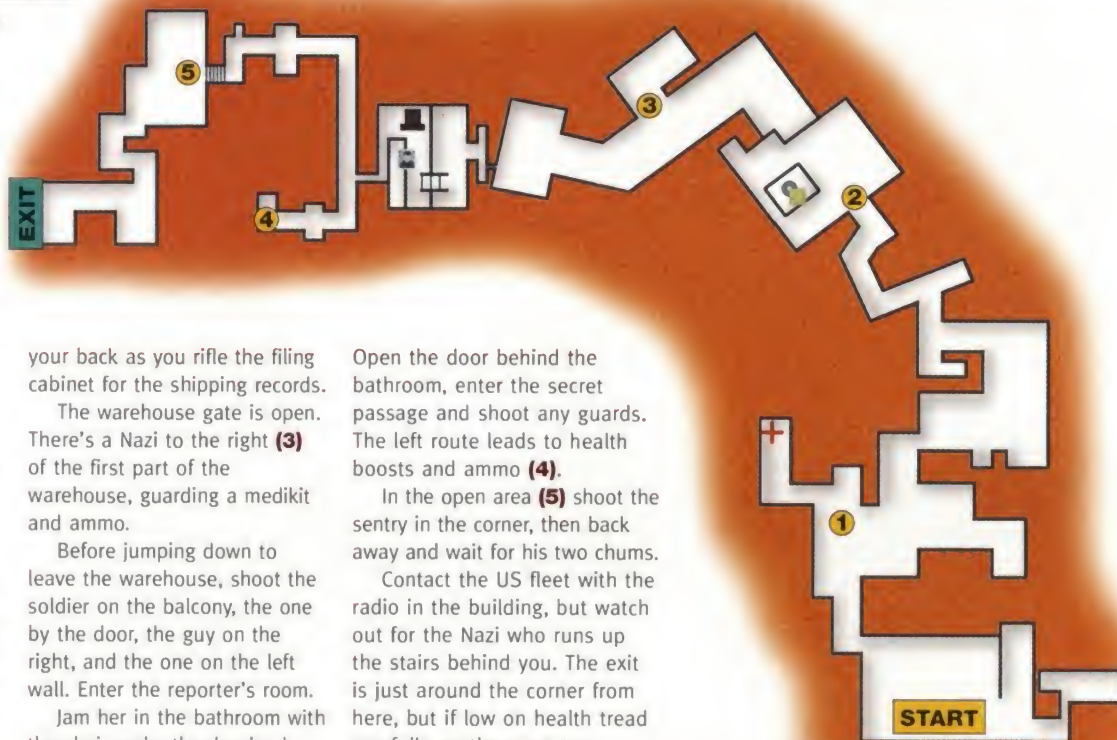 5
3
2
4
EXIT
1
START
your back as you rifle the filing
cabinet for the shipping records.
The warehouse gate is open.
There's a Nazi to the right (3)
of the first part of the
warehouse, guarding a medikit
and ammo.
Before jumping down to
leave the warehouse, shoot the
soldier on the balcony, the one
by the door, the guy on the
right, and the one on the left
wall. Enter the reporter's room.
Jam her in the bathroom with
Open the door behind the
bathroom, enter the secret
passage and shoot any guards.
The left route leads to health
boosts and ammo (4).
In the open area (5) shoot the
sentry in the corner, then back
away and wait for his two chums.
Contact the US fleet with the
radio in the building, but watch
out for the Nazi who runs up
the stairs behind you. The exit
is just around the corner from
here, but if low on health tread